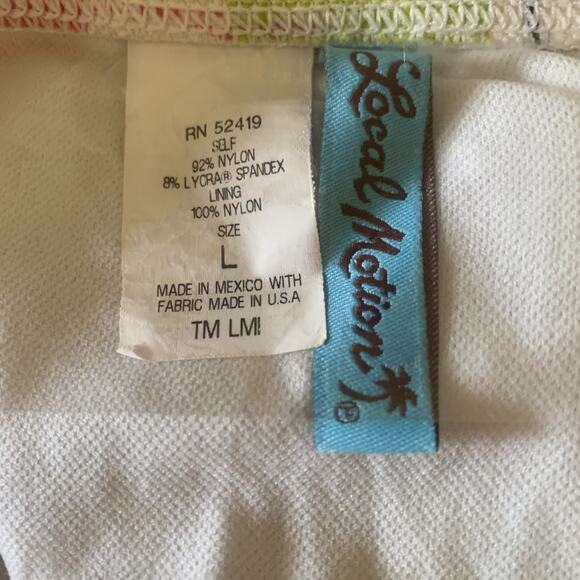 RN 52419
SELF
92% NYLON
8% LYCRA® SPANDEX
LINING
100% NYLON
SIZE
L
MADE IN MEXICO WITH
FABRIC MADE IN U.S.A
TM LMI
Local Motion ®